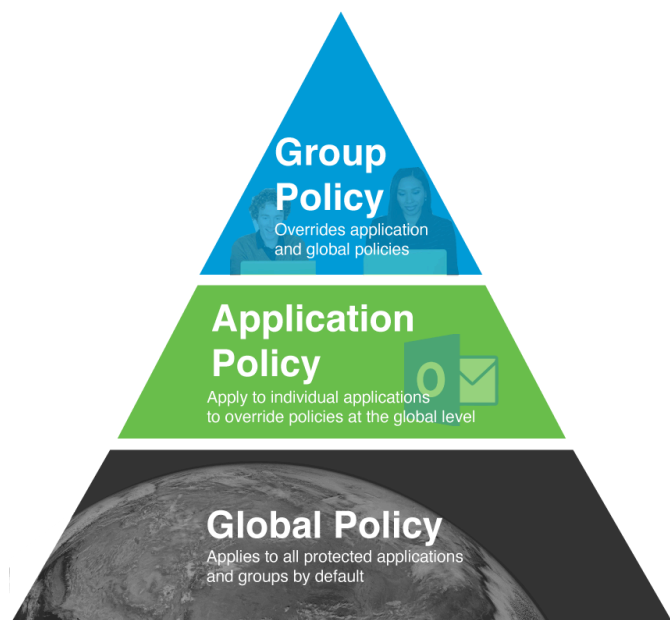 Group
Policy
Overrides application
and global policies
Application
Policy
Apply to individual applications
to override policies at the global level
Global Policy
Applies to all protected applications
and groups by default